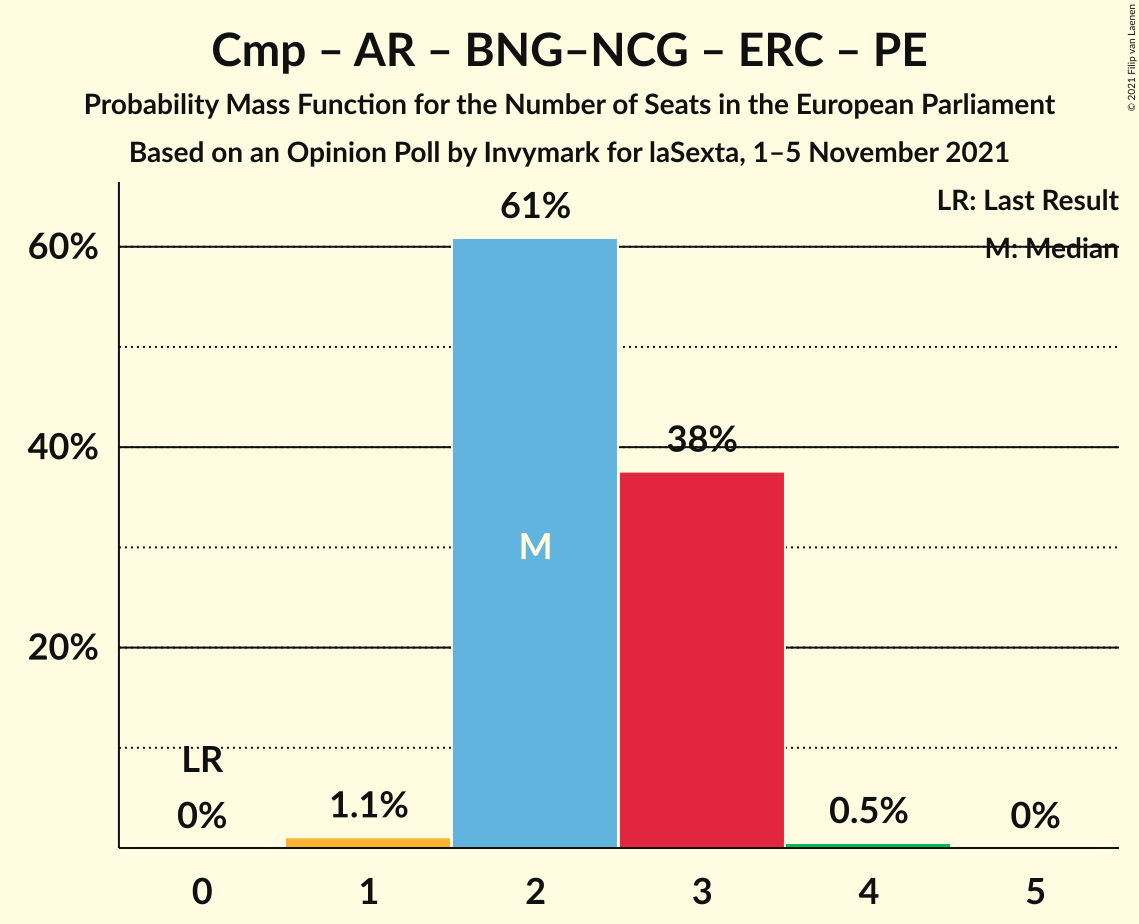 Cmp – AR – BNG–NCG – ERC – PE
Probability Mass Function for the Number of Seats in the European Parliament
Based on an Opinion Poll by Invymark for laSexta, 1–5 November 2021
© 2021 Filip van Laenen
LR: Last Result
M: Median
60%
40%
20%
61%
38%
M
LR
0%
1.1%
0.5%
0%
0 1 2 3 4 5